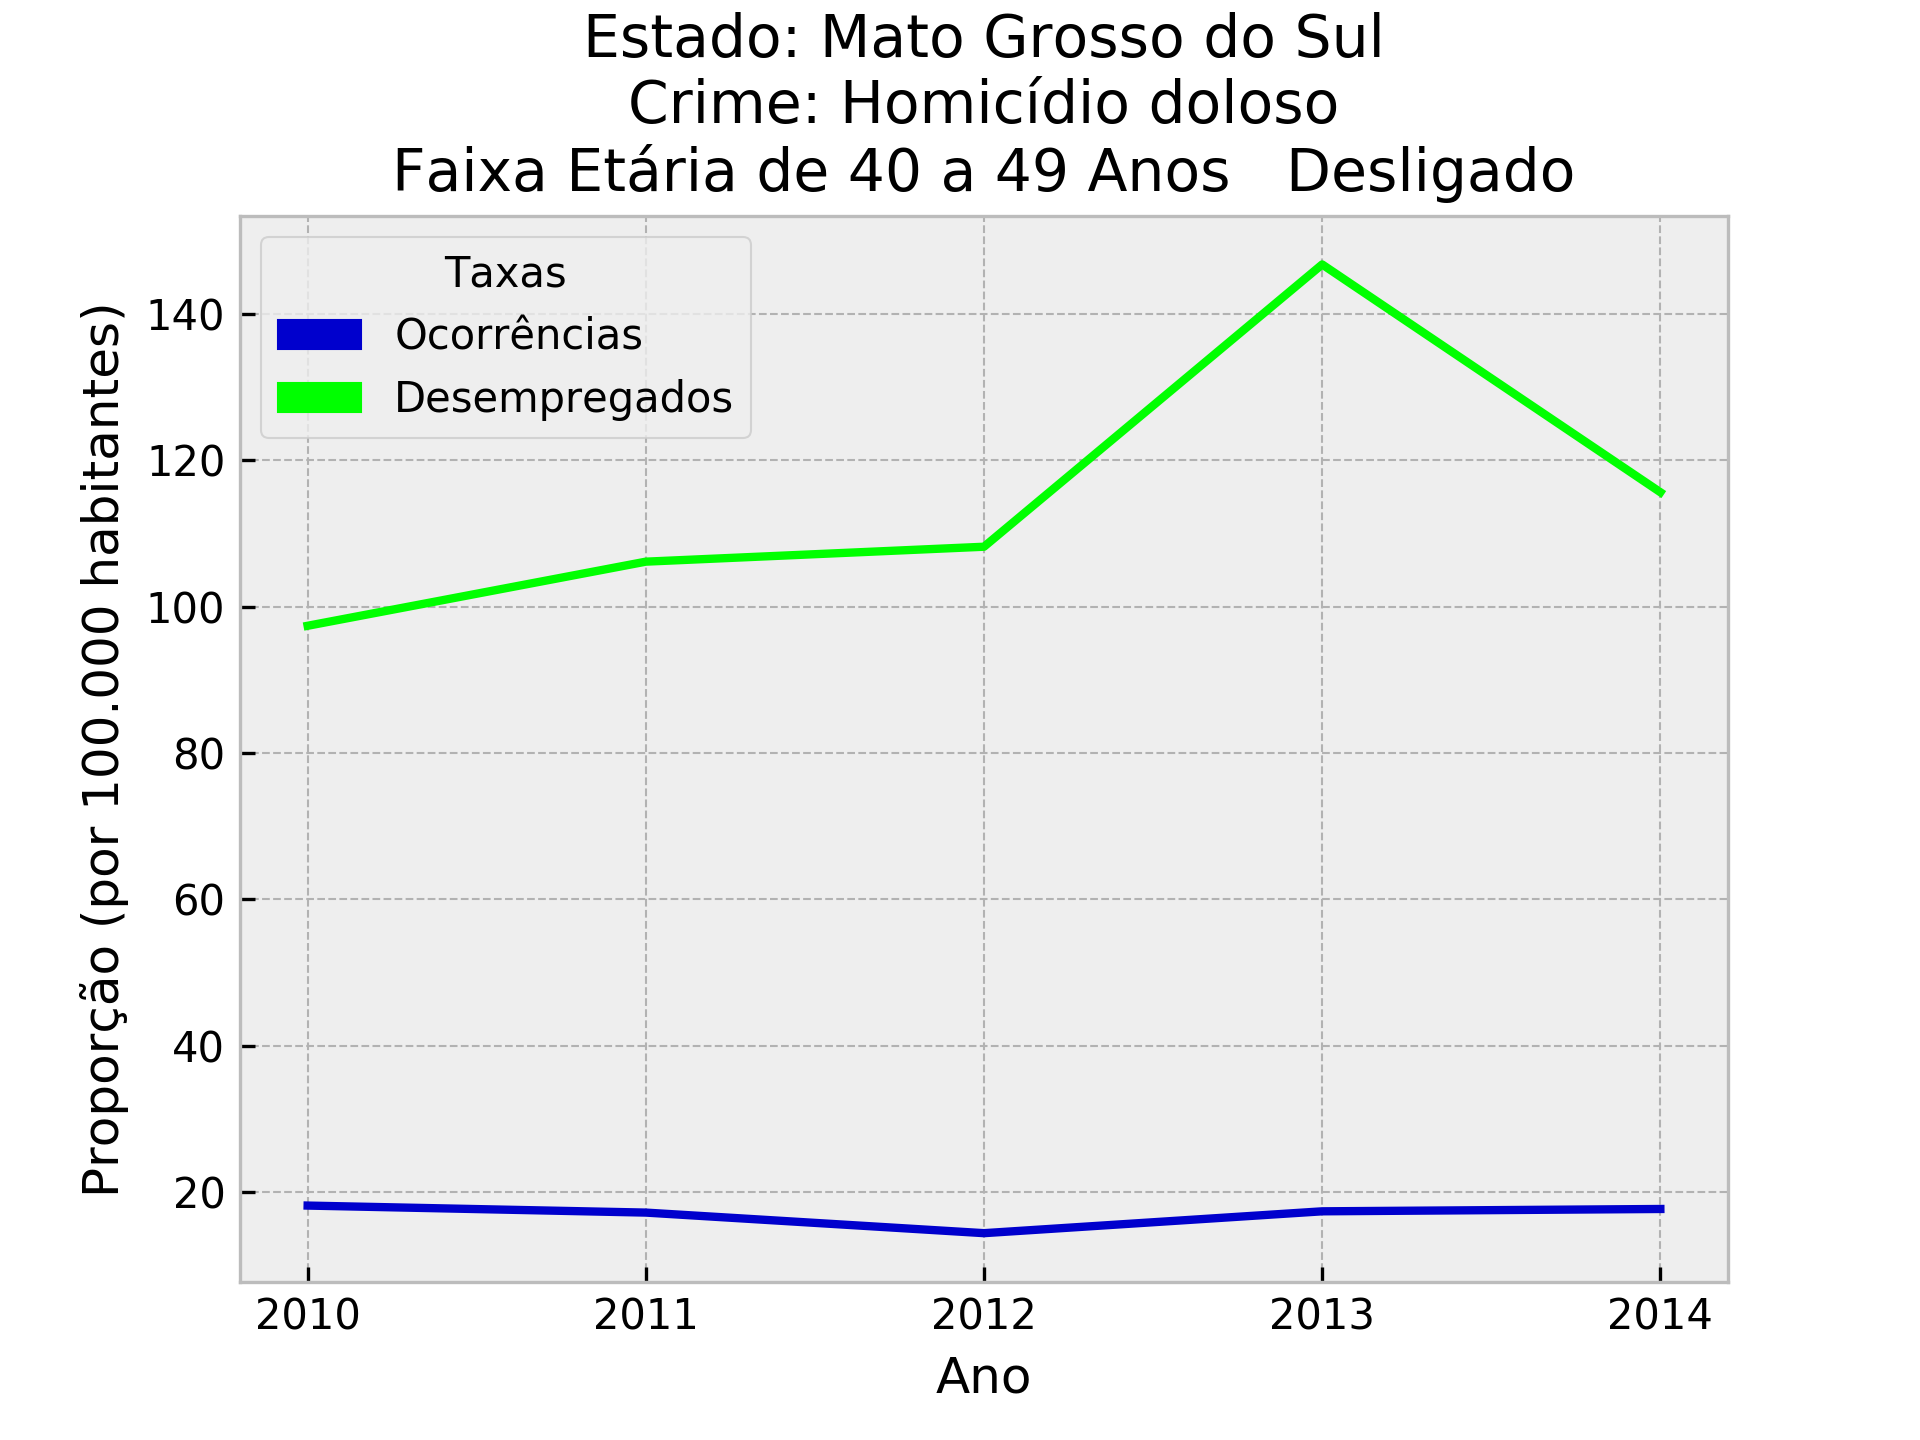 Estado: Mato Grosso do Sul
Crime: Homicídio doloso
Faixa Etária de 40 a 49 Anos   Desligado
Taxas
Ocorrências
Desempregados
Proporção (por 100.000 habitantes)
140
120
100
80
60
40
20
2010 2011 2012 2013 2014
Ano